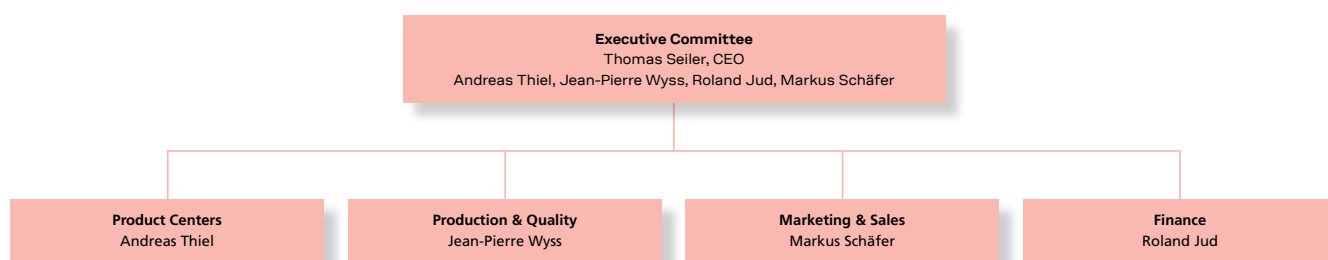 Executive Committee
Thomas Seiler, CEO
Andreas Thiel, Jean-Pierre Wyss, Roland Jud, Markus Schäfer
Product Centers
Andreas Thiel
Production & Quality
Jean-Pierre Wyss
Marketing & Sales
Markus Schäfer
Finance
Roland Jud